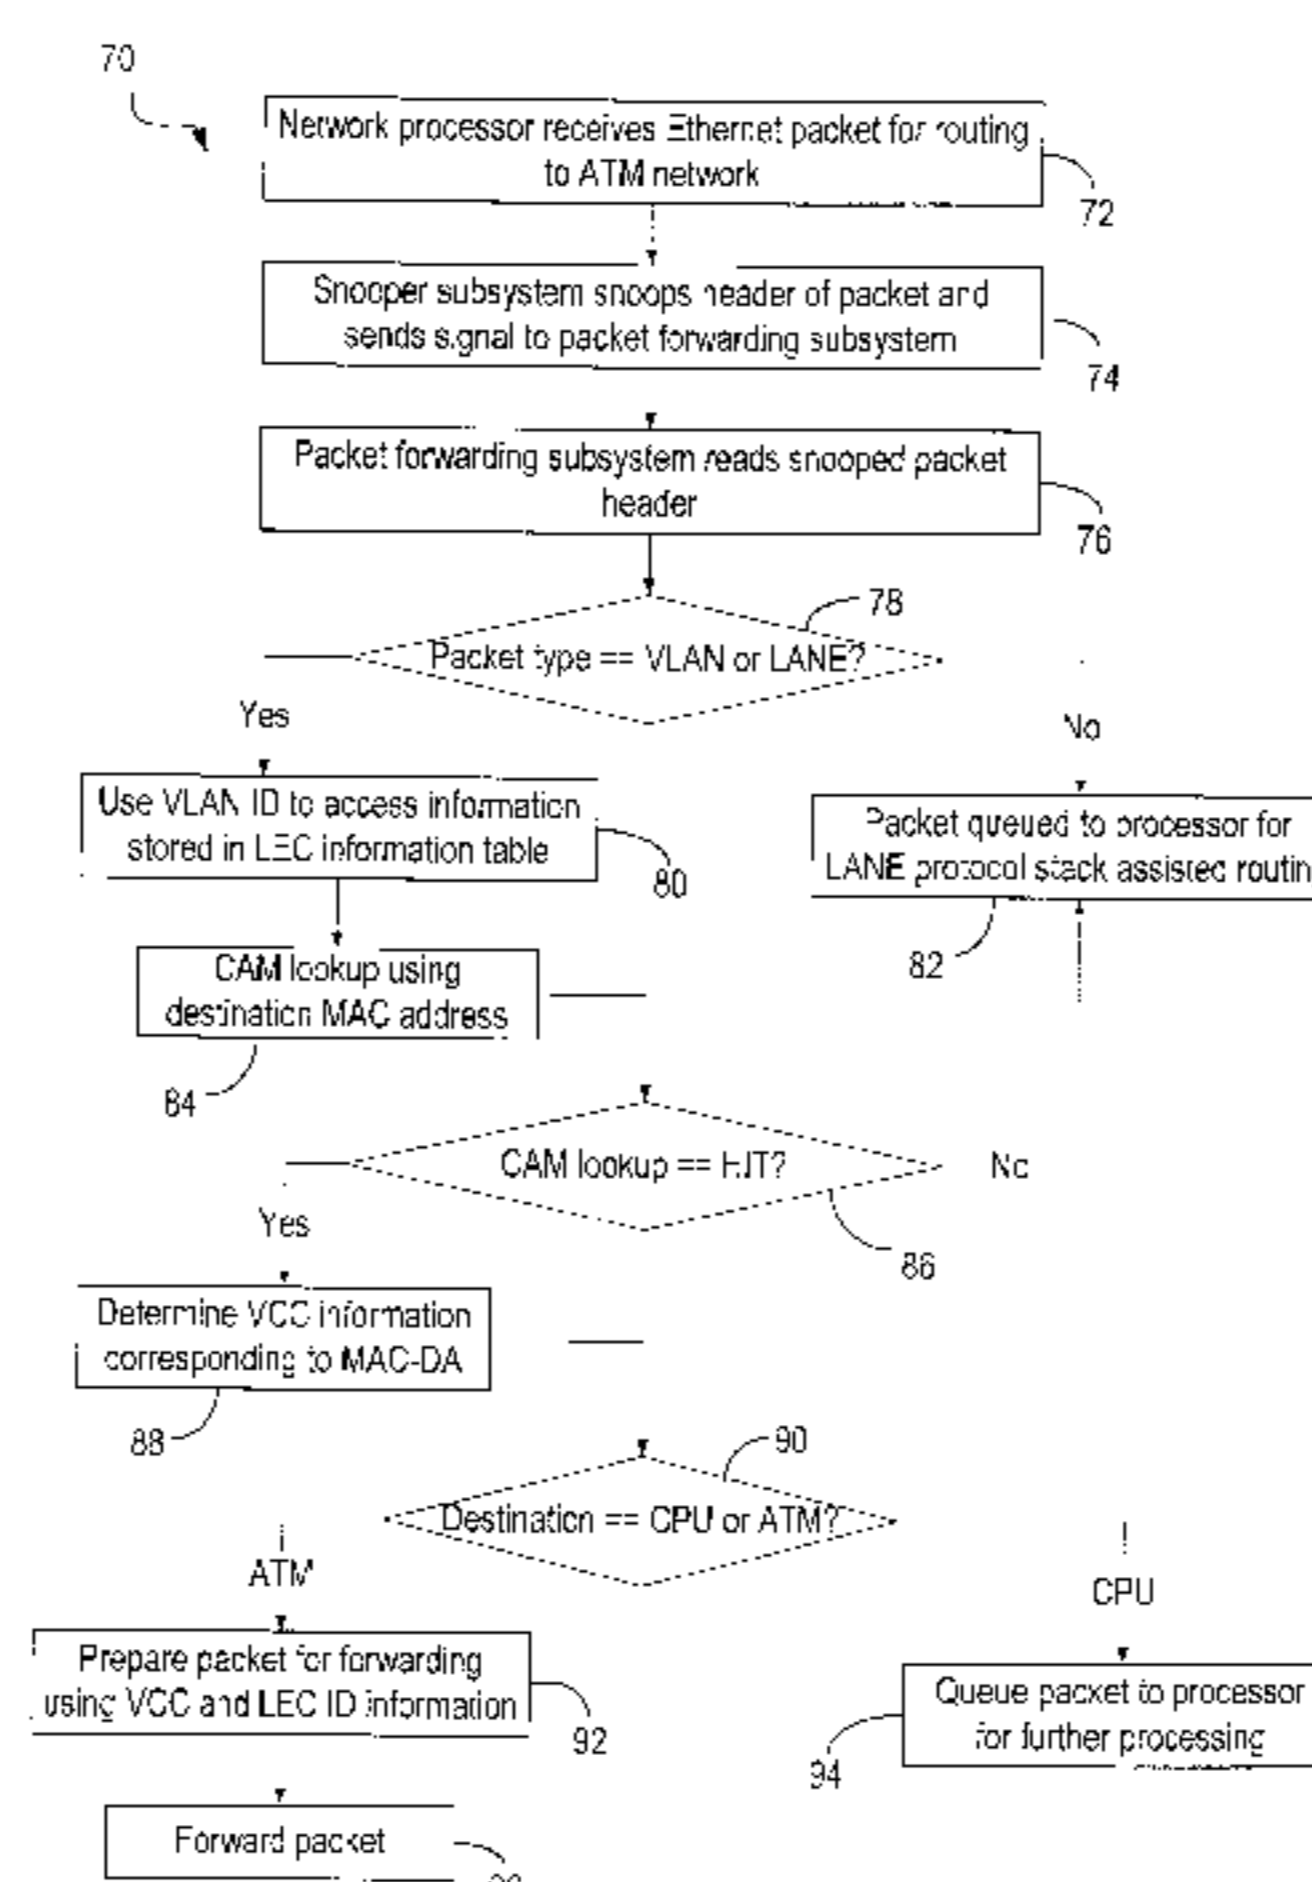 70
Network processor receives Ethernet packet for routing
to ATM network
72
Snooper subsystem snoops header of packet and
sends signal to packet forwarding subsystem
74
Packet forwarding subsystem reads snooped packet
header
76
78
Packet type == VLAN or LANE?
Yes
No
Use VLAN ID to access information
stored in LEC information table
80
Packet queued to processor for
LANE protocol stack assisted routin
82
CAM lookup using
destination MAC address
84
CAM lookup == HIT?
No
Yes
86
Determine VCC information
corresponding to MAC-DA
88
90
Destination == CPU or ATM?
ATM
CPU
Prepare packet for forwarding
using VCC and LEC ID information
92
Queue packet to processor
for further processing
94
Forward packet